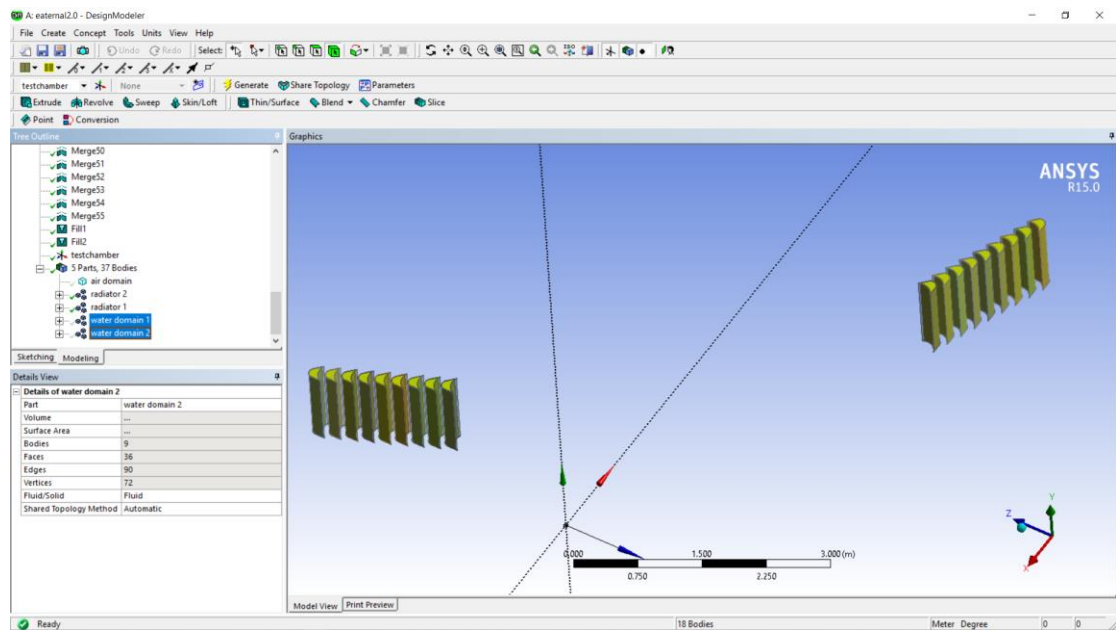 A: eaternal2.0 - DesignModeler
File Create Concept Tools Units View Help
Undo Redo Select:
testchamber None Generate Share Topology Parameters
Extrude Revolve Sweep Skin/Loft Thin/Surface Blend Chamfer Slice
Point Conversion
Tree Outline
Merge50
Merge51
Merge52
Merge53
Merge54
Merge55
Fill1
Fill2
testchamber
5 Parts, 37 Bodies
air domain
radiator 2
radiator 1
water domain 1
water domain 2
Sketching Modeling
Details View
Details of water domain 2
Part water domain 2
Volume ...
Surface Area ...
Bodies 9
Faces 36
Edges 90
Vertices 72
Fluid/Solid Fluid
Shared Topology Method Automatic
Graphics
ANSYS
R15.0
Y
Z
X
0.000 1.500 3.000 (m)
0.750 2.250
Model View Print Preview
Ready 18 Bodies Meter Degree 0 0